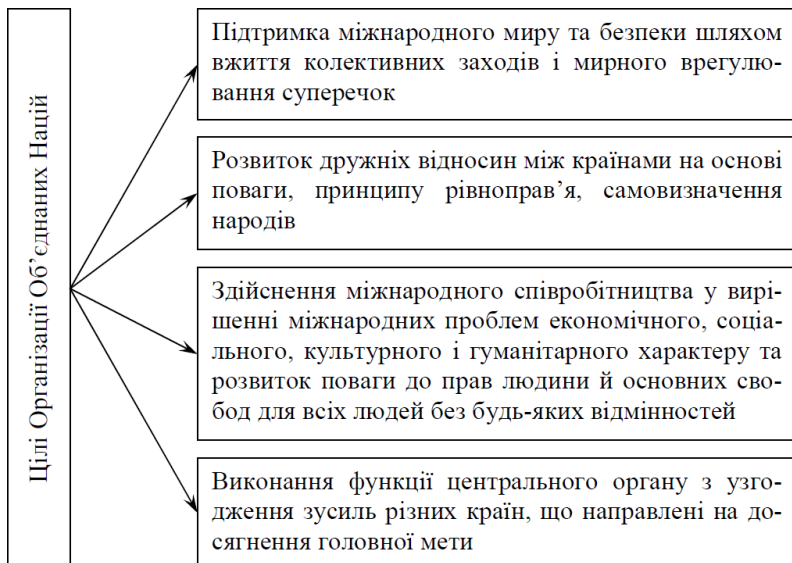 Цілі Організації Об’єднаних Націй
Підтримка міжнародного миру та безпеки шляхом
вжиття колективних заходів і мирного врегулю-
вання суперечок
Розвиток дружніх відносин між країнами на основі
поваги, принципу рівноправ’я, самовизначення
народів
Здійснення міжнародного співробітництва у вирі-
шенні міжнародних проблем економічного, соці-
ального, культурного і гуманітарного характеру та
розвиток поваги до прав людини й основних сво-
бод для всіх людей без будь-яких відмінностей
Виконання функції центрального органу з узго-
дження зусиль різних країн, що направлені на до-
сягнення головної мети